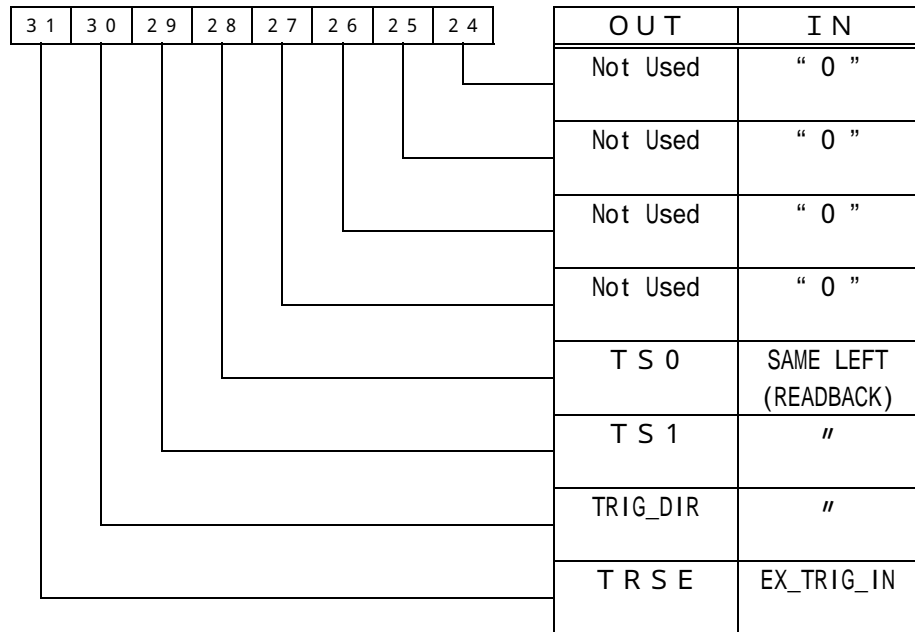 31 30 29 28 27 26 25 24
OUT IN
Not Used “ 0 ”
Not Used “ 0 ”
Not Used “ 0 ”
Not Used “ 0 ”
TS0 SAME LEFT
(READBACK)
TS1 〃
TRIG_DIR 〃
TRSE EX_TRIG_IN